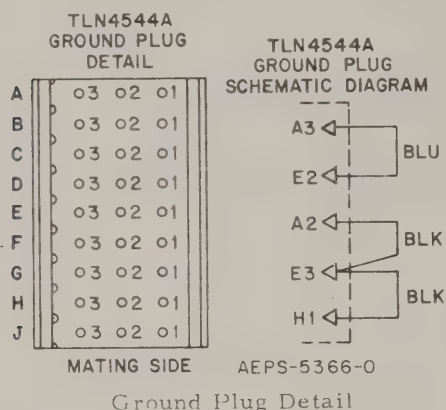 TLN4544A
GROUND PLUG
DETAIL
A o3 o2 o1
B o3 o2 o1
C o3 o2 o1
D o3 o2 o1
E o3 o2 o1
F o3 o2 o1
G o3 o2 o1
H o3 o2 o1
J o3 o2 o1
MATING SIDE
TLN4544A
GROUND PLUG
SCHEMATIC DIAGRAM
A3
BLU
E2
A2
BLK
E3
BLK
H1
AEPS-5366-O
Ground Plug Detail